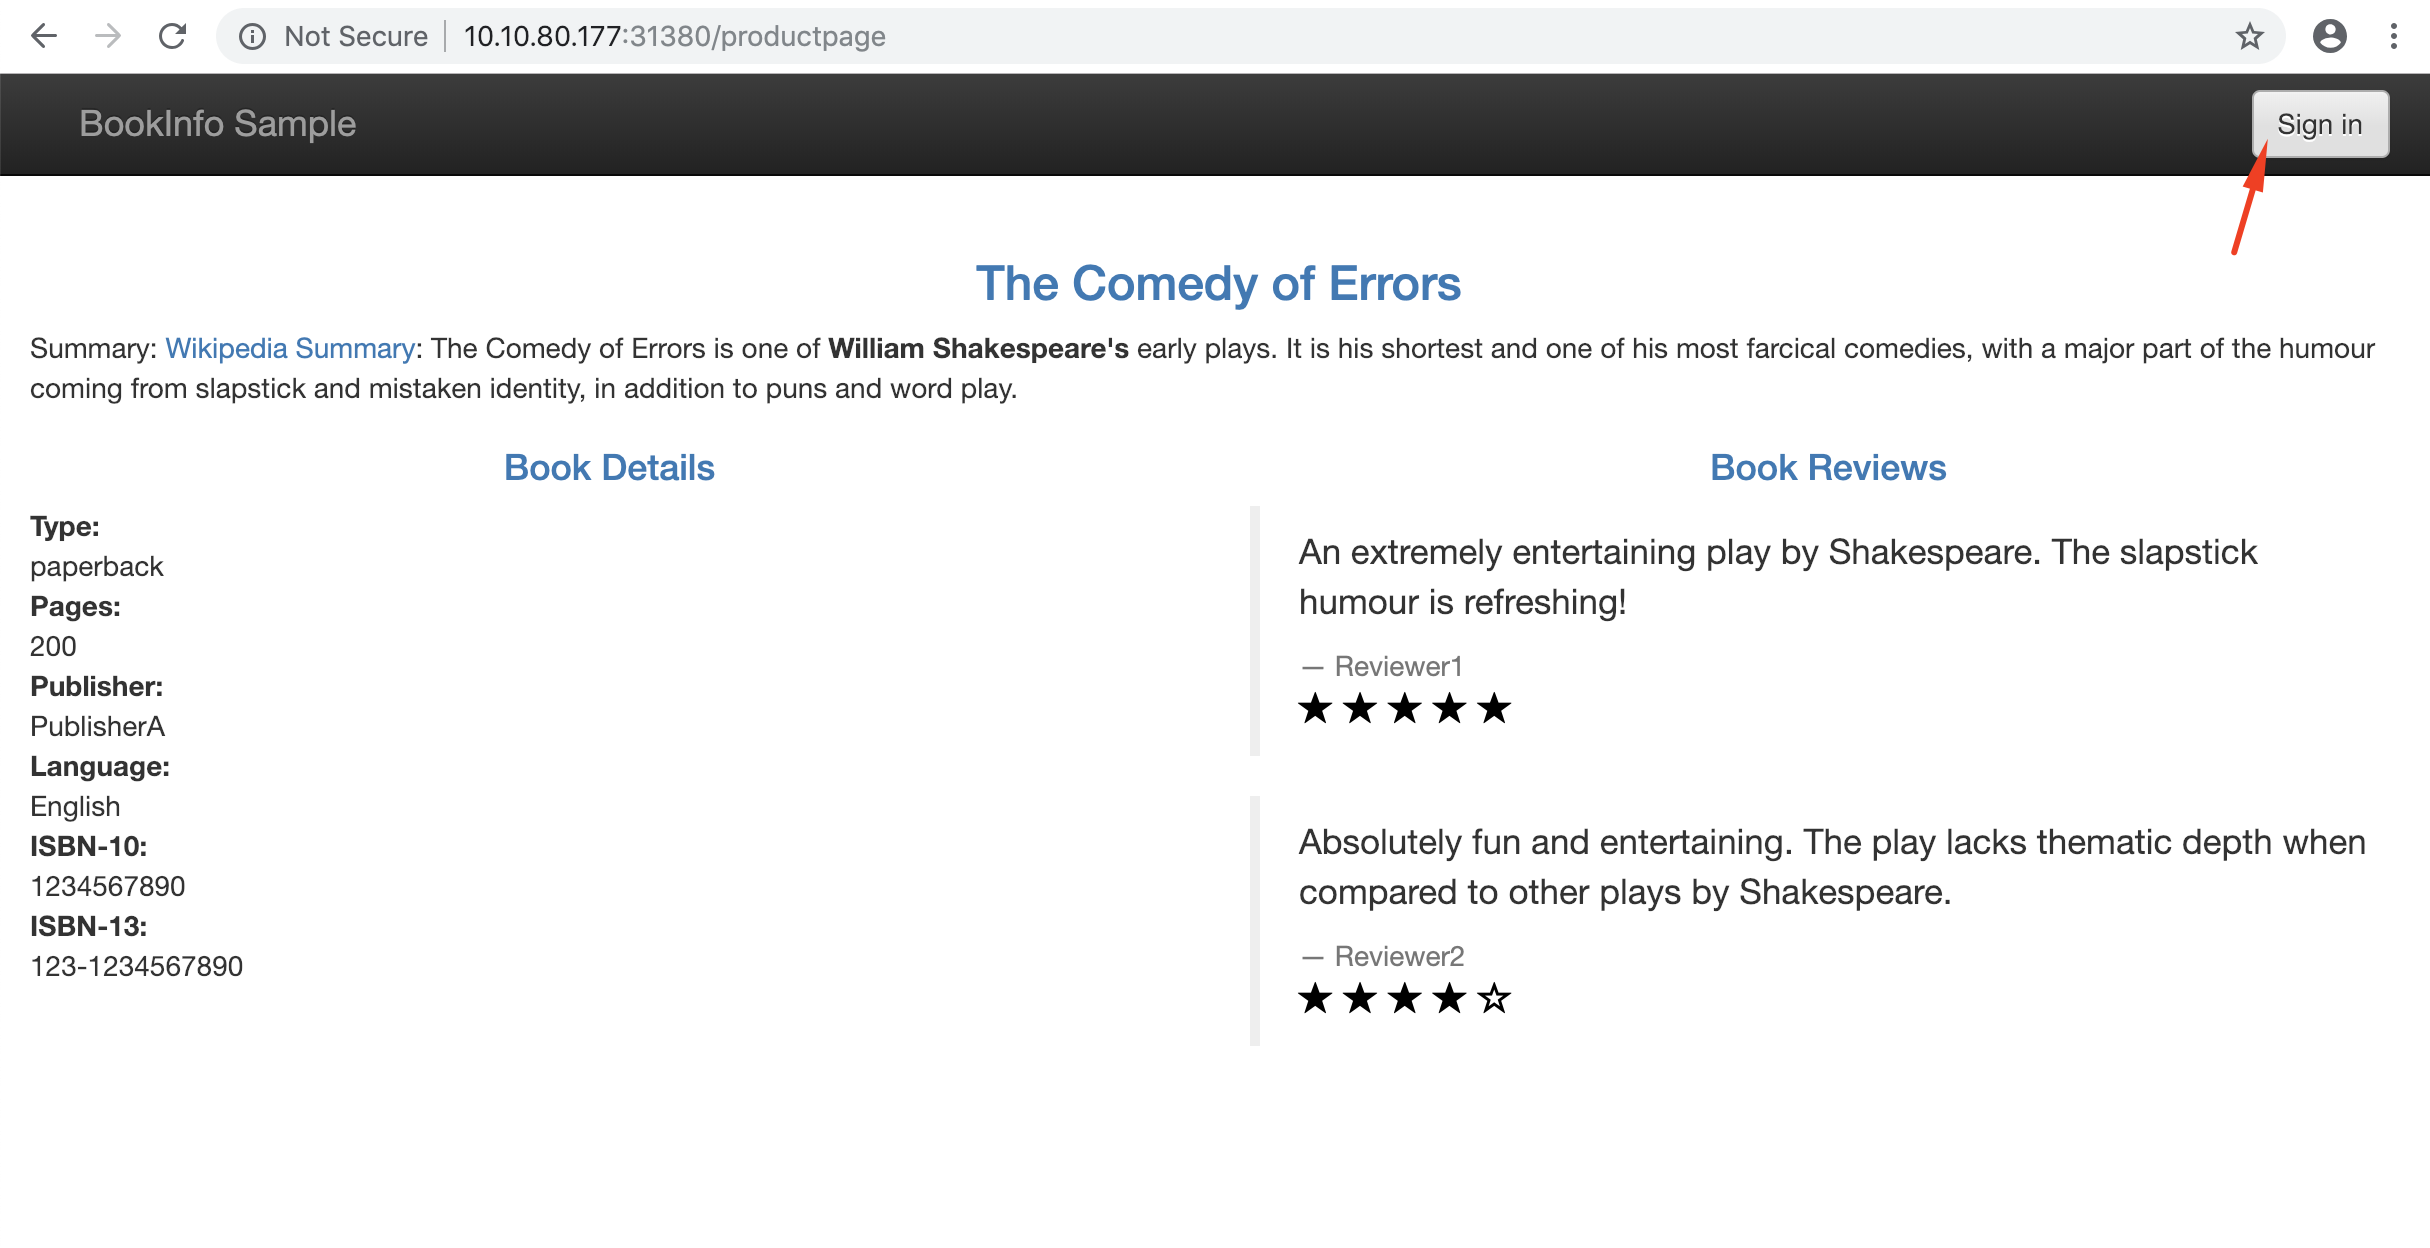 Not Secure 10.10.80.177:31380/productpage
BookInfo Sample
Sign in
The Comedy of Errors
Summary: Wikipedia Summary: The Comedy of Errors is one of William Shakespeare's early plays. It is his shortest and one of his most farcical comedies, with a major part of the humour
coming from slapstick and mistaken identity, in addition to puns and word play.
Book Details
Type:
paperback
Pages:
200
Publisher:
PublisherA
Language:
English
ISBN-10:
1234567890
ISBN-13:
123-1234567890
Book Reviews
An extremely entertaining play by Shakespeare. The slapstick
humour is refreshing!
— Reviewer1
Absolutely fun and entertaining. The play lacks thematic depth when
compared to other plays by Shakespeare.
— Reviewer2